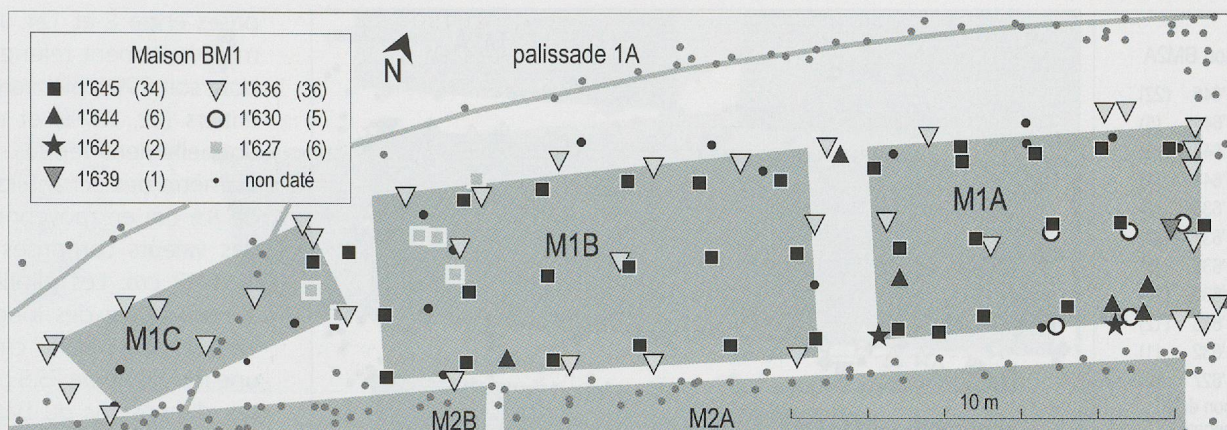 Maison BM1
1'645 (34)
1'636 (36)
1'644 (6)
1'630 (5)
1'642 (2)
1'627 (6)
1'639 (1)
non daté
N
palissade 1A
M1A
M1B
M1C
M2B
M2A
10 m